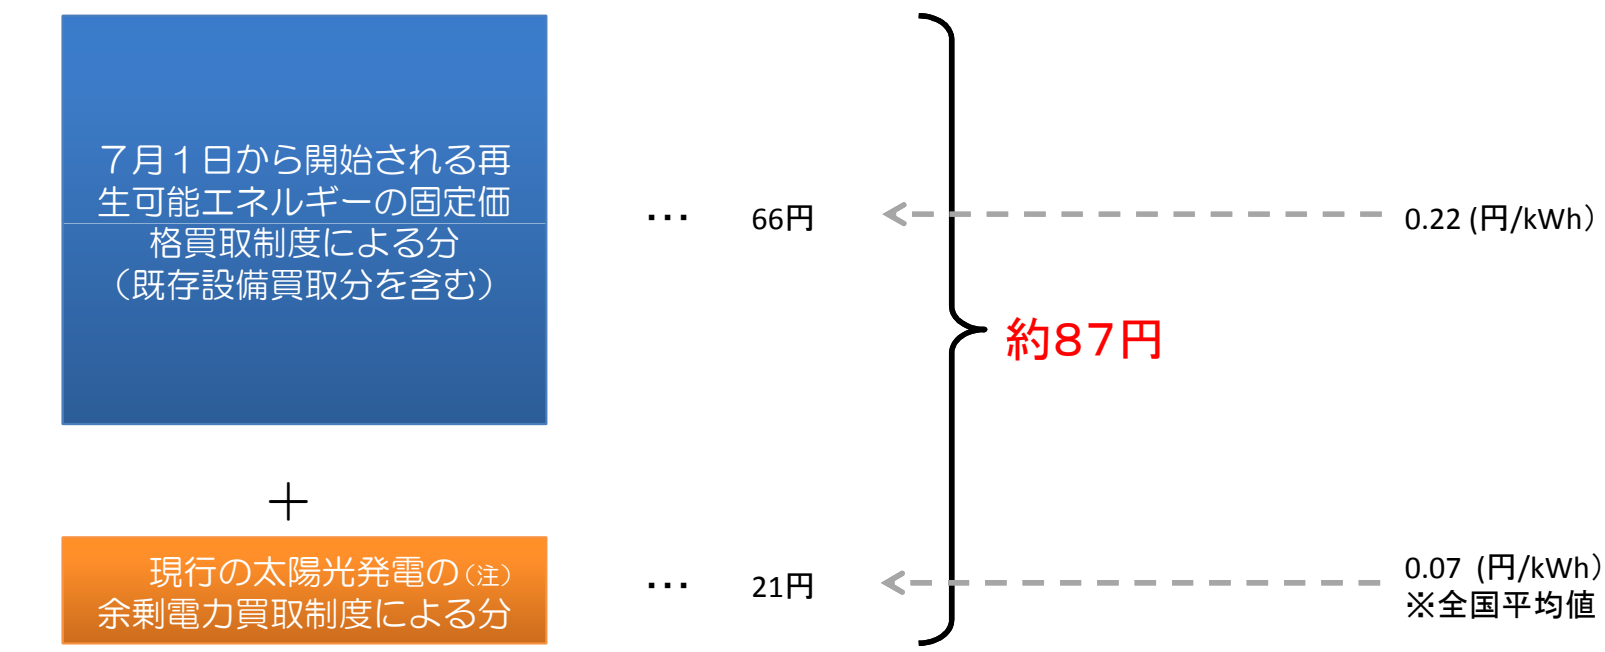 ７月１日から開始される再
生可能エネルギーの固定価
格買取制度による分
（既存設備買取分を含む）
･･･ 66円
0.22 (円/kWh）
約８７円
＋
現行の太陽光発電の（注）
余剰電力買取制度による分
･･･ 21円
0.07 (円/kWh）
※全国平均値